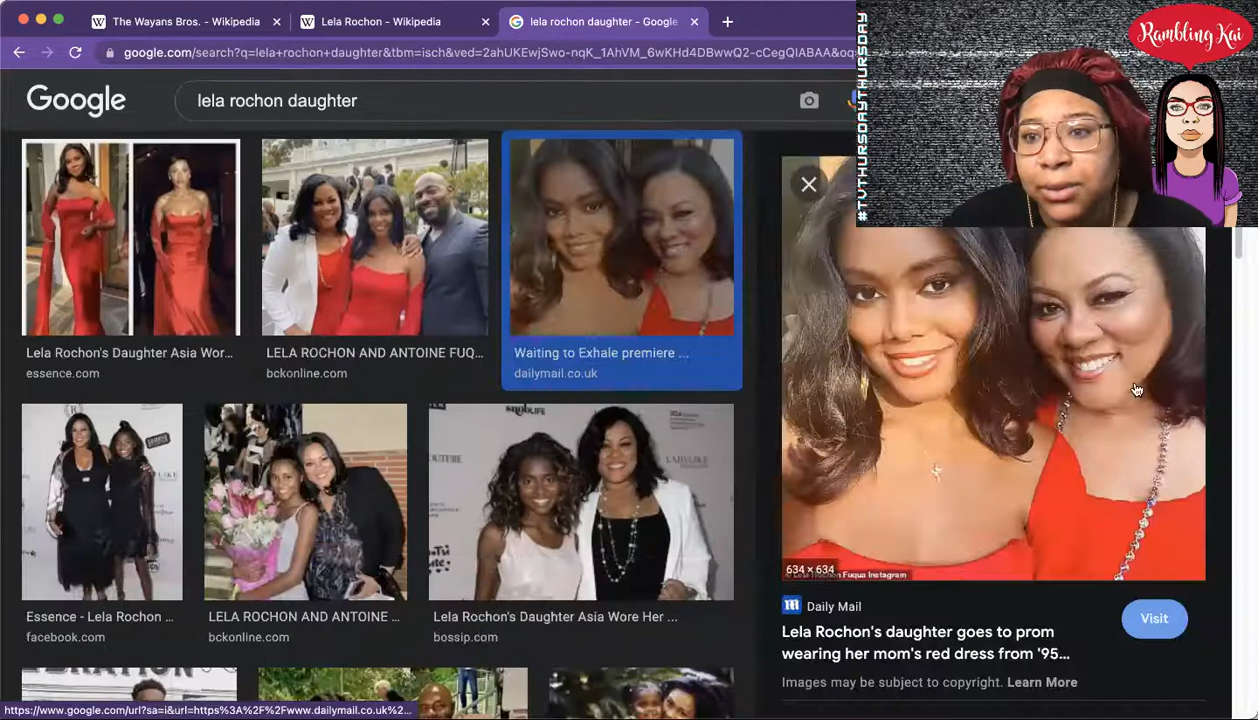 The Wayans Bros. - Wikipedia
Lela Rochon - Wikipedia
lela rochon daughter - Google
google.com/search?q=lela+rochon+daughter&tbm=isch&ved=2ahUKEwjSwo-nqK_1AhVM_6wKHd4DBwwQ2-cCegQIABAA&oq=
#TVTHURSDAYTHURSDAY
Rambling Kai
Google
lela rochon daughter
Lela Rochon's Daughter Asia Wor...
essence.com
LELA ROCHON AND ANTOINE FUQ...
bckonline.com
Waiting to Exhale premiere ...
dailymail.co.uk
LADYLIKE
Essence - Lela Rochon ...
facebook.com
LELA ROCHON AND ANTOINE ...
bckonline.com
Lela Rochon's Daughter Asia Wore Her ...
bossip.com
634 × 634
Fuqua Instagram
Daily Mail
Visit
Lela Rochon's daughter goes to prom
wearing her mom's red dress from '95...
Images may be subject to copyright. Learn More
https://www.google.com/url?sa=i&url=https%3A%2F%2Fwww.dailymail.co.uk%2...